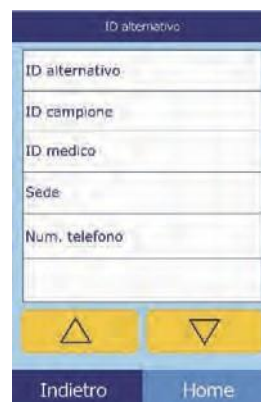 ID alternativo
ID alternativo
ID campione
ID medico
Sede
Num. telefono
Indietro Home